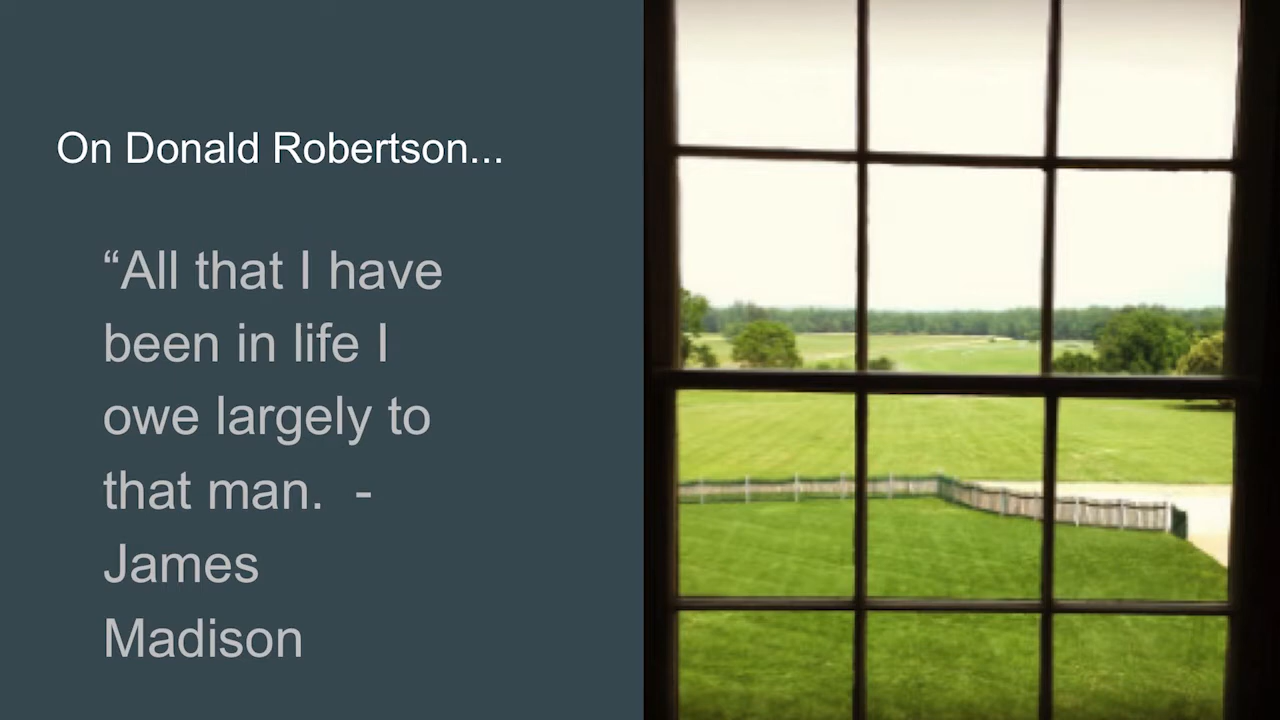 On Donald Robertson...
“All that I have
been in life I
owe largely to
that man.  -
James
Madison